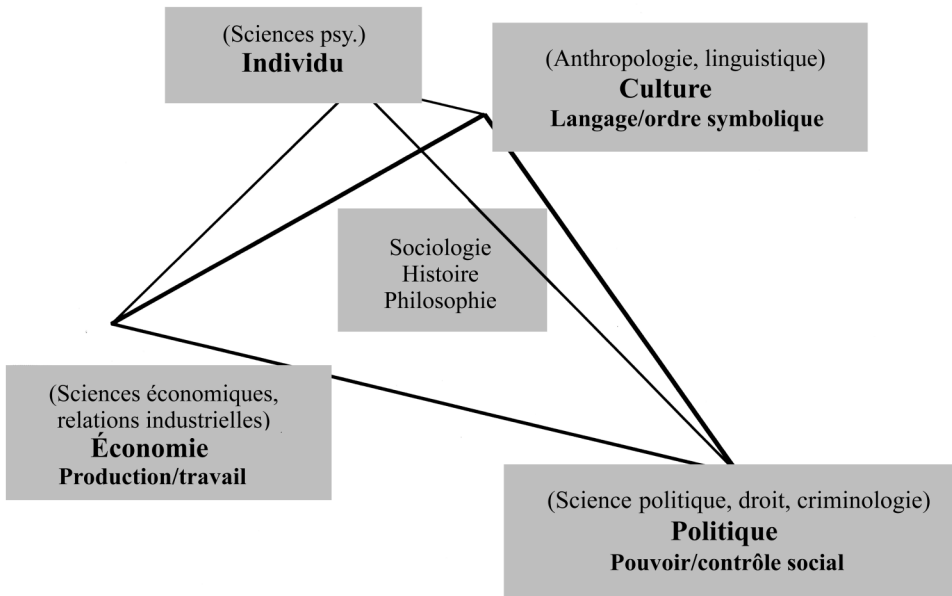 (Sciences psy.)
Individu
(Anthropologie, linguistique)
Culture
Langage/ordre symbolique
Sociologie
Histoire
Philosophie
(Sciences économiques,
relations industrielles)
Économie
Production/travail
(Science politique, droit, criminologie)
Politique
Pouvoir/contrôle social